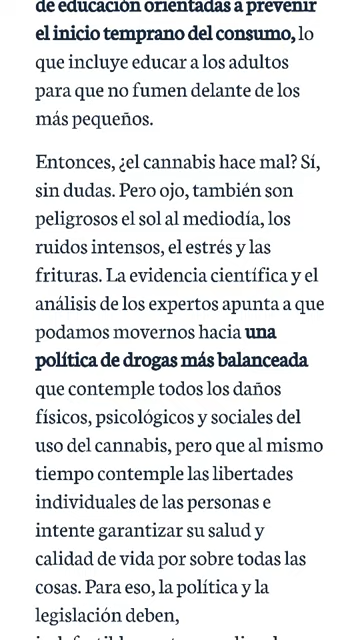 de educación orientadas a prevenir
el inicio temprano del consumo, lo
que incluye educar a los adultos
para que no fumen delante de los
más pequeños.
Entonces, ¿el cannabis hace mal? Sí,
sin dudas. Pero ojo, también son
peligrosos el sol al mediodía, los
ruidos intensos, el estrés y las
frituras. La evidencia científica y el
análisis de los expertos apunta a que
podamos movernos hacia una
política de drogas más balanceada
que contemple todos los daños
físicos, psicológicos y sociales del
uso del cannabis, pero que al mismo
tiempo contemple las libertades
individuales de las personas e
intente garantizar su salud y
calidad de vida por sobre todas las
cosas. Para eso, la política y la
legislación deben,